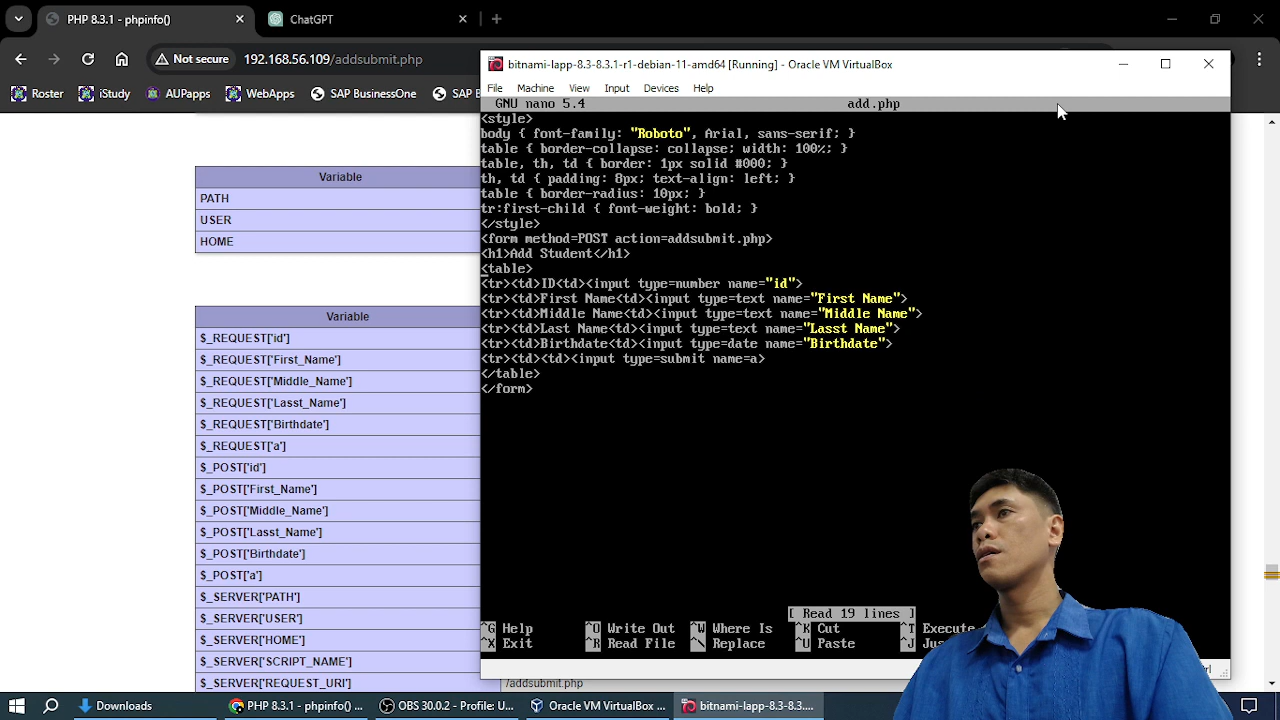 PHP 8.3.1 - phpinfo()
ChatGPT
Not secure
192.168.56.109/addsubmit.php
Roster
iStudy
AUPapps
WebApps
SAP BusinessOne
SAP B
bitnami-lapp-8.3-8.3.1-r1-debian-11-amd64 [Running] - Oracle VM VirtualBox
File Machine View Input Devices Help
GNU nano 5.4 add.php
<style>
body { font-family: "Roboto", Arial, sans-serif; }
table { border-collapse: collapse; width: 100%; }
table, th, td { border: 1px solid #000; }
th, td { padding: 8px; text-align: left; }
table { border-radius: 10px; }
tr:first-child { font-weight: bold; }
</style>
<form method=POST action=addsubmit.php>
<h1>Add Student</h1>
<table>
<tr><td>ID<td><input type=number name="id">
<tr><td>First Name<td><input type=text name="First Name">
<tr><td>Middle Name<td><input type=text name="Middle Name">
<tr><td>Last Name<td><input type=text name="Lasst Name">
<tr><td>Birthdate<td><input type=date name="Birthdate">
<tr><td><td><input type=submit name=a>
</table>
</form>
[ Read 19 lines ]
^G Help ^O Write Out ^W Where Is ^K Cut ^T Execute
^X Exit ^R Read File ^\ Replace ^U Paste ^J
Variable
PATH
USER
HOME
Variable
$_REQUEST['id']
$_REQUEST['First_Name']
$_REQUEST['Middle_Name']
$_REQUEST['Lasst_Name']
$_REQUEST['Birthdate']
$_REQUEST['a']
$_POST['id']
$_POST['First_Name']
$_POST['Middle_Name']
$_POST['Lasst_Name']
$_POST['Birthdate']
$_POST['a']
$_SERVER['PATH']
$_SERVER['USER']
$_SERVER['HOME']
$_SERVER['SCRIPT_NAME']
$_SERVER['REQUEST_URI'] /addsubmit.php
Downloads
PHP 8.3.1 - phpinfo() ...
OBS 30.0.2 - Profile: U...
Oracle VM VirtualBox ...
bitnami-lapp-8.3-8.3....